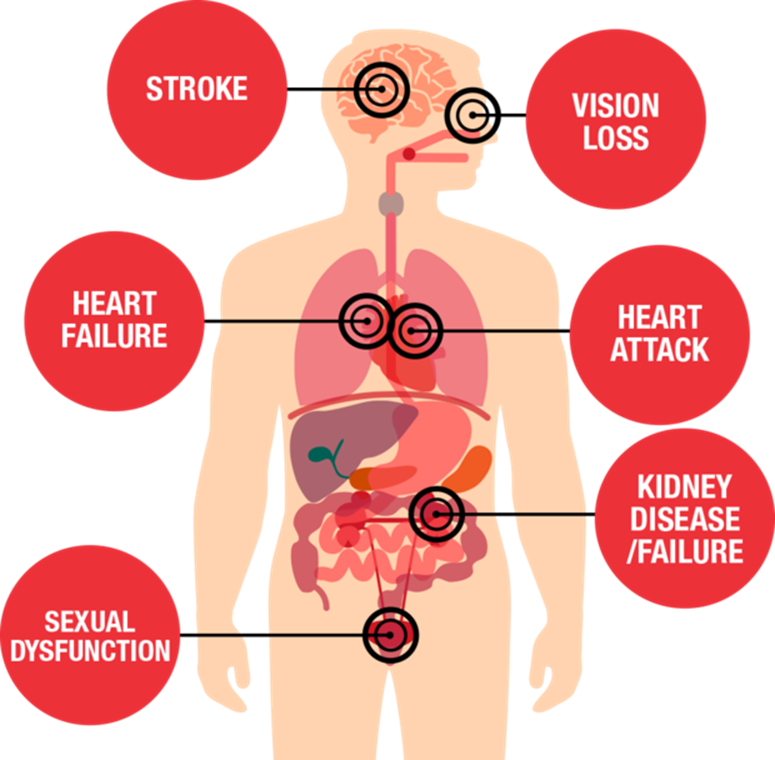 STROKE
VISION
LOSS
HEART
FAILURE
HEART
ATTACK
KIDNEY
DISEASE
/FAILURE
SEXUAL
DYSFUNCTION